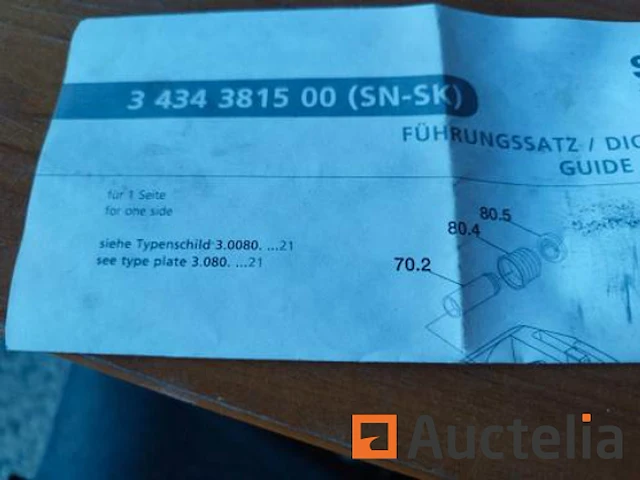 S
3 434 3815 00 (SN-SK)
FÜHRUNGSSATZ / DIC
GUIDE
für 1 Seite
for one side
siehe Typenschild 3.0080. ...21
see type plate 3.080. ...21
80.5
80.4
70.2
Auctelia